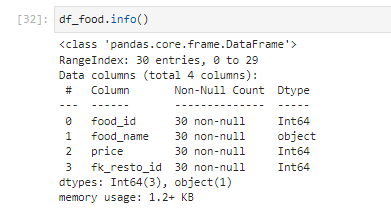 [32]: df_food.info()
<class 'pandas.core.frame.DataFrame'>
RangeIndex: 30 entries, 0 to 29
Data columns (total 4 columns):
 #   Column       Non-Null Count  Dtype
---  ------       --------------  -----
 0   food_id      30 non-null     Int64
 1   food_name    30 non-null     object
 2   price        30 non-null     Int64
 3   fk_resto_id  30 non-null     Int64
dtypes: Int64(3), object(1)
memory usage: 1.2+ KB